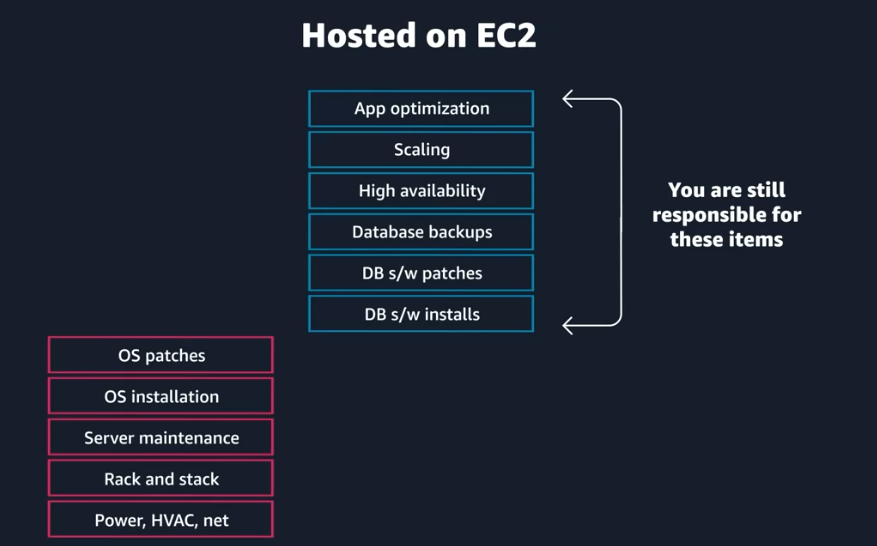 Hosted on EC2
App optimization
Scaling
High availability
Database backups
DB s/w patches
DB s/w installs
You are still
responsible for
these items
OS patches
OS installation
Server maintenance
Rack and stack
Power, HVAC, net